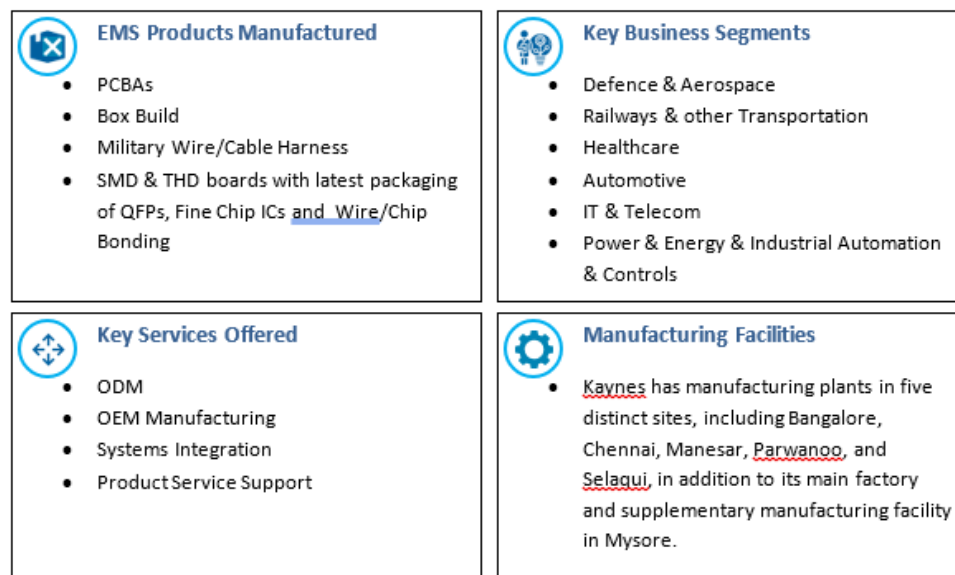 EMS Products Manufactured
PCBAs
Box Build
Military Wire/Cable Harness
SMD & THD boards with latest packaging
of QFPs, Fine Chip ICs and  Wire/Chip
Bonding
Key Business Segments
Defence & Aerospace
Railways & other Transportation
Healthcare
Automotive
IT & Telecom
Power & Energy & Industrial Automation
& Controls
Key Services Offered
ODM
OEM Manufacturing
Systems Integration
Product Service Support
Manufacturing Facilities
Kaynes has manufacturing plants in five
distinct sites, including Bangalore,
Chennai, Manesar, Parwanoo, and
Selaqui, in addition to its main factory
and supplementary manufacturing facility
in Mysore.